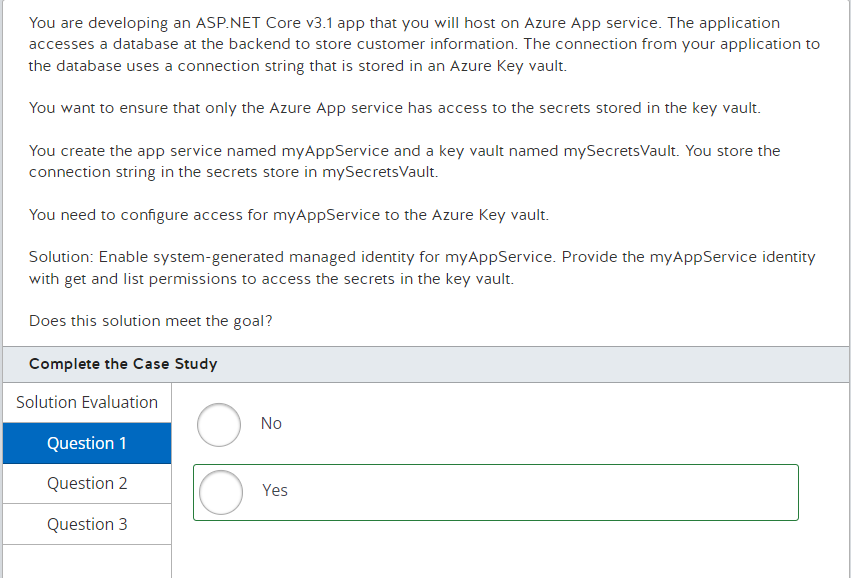 You are developing an ASP.NET Core v3.1 app that you will host on Azure App service. The application
accesses a database at the backend to store customer information. The connection from your application to
the database uses a connection string that is stored in an Azure Key vault.
You want to ensure that only the Azure App service has access to the secrets stored in the key vault.
You create the app service named myAppService and a key vault named mySecretsVault. You store the
connection string in the secrets store in mySecretsVault.
You need to configure access for myAppService to the Azure Key vault.
Solution: Enable system-generated managed identity for myAppService. Provide the myAppService identity
with get and list permissions to access the secrets in the key vault.
Does this solution meet the goal?
Complete the Case Study
Solution Evaluation
Question 1
Question 2
Question 3
No
Yes